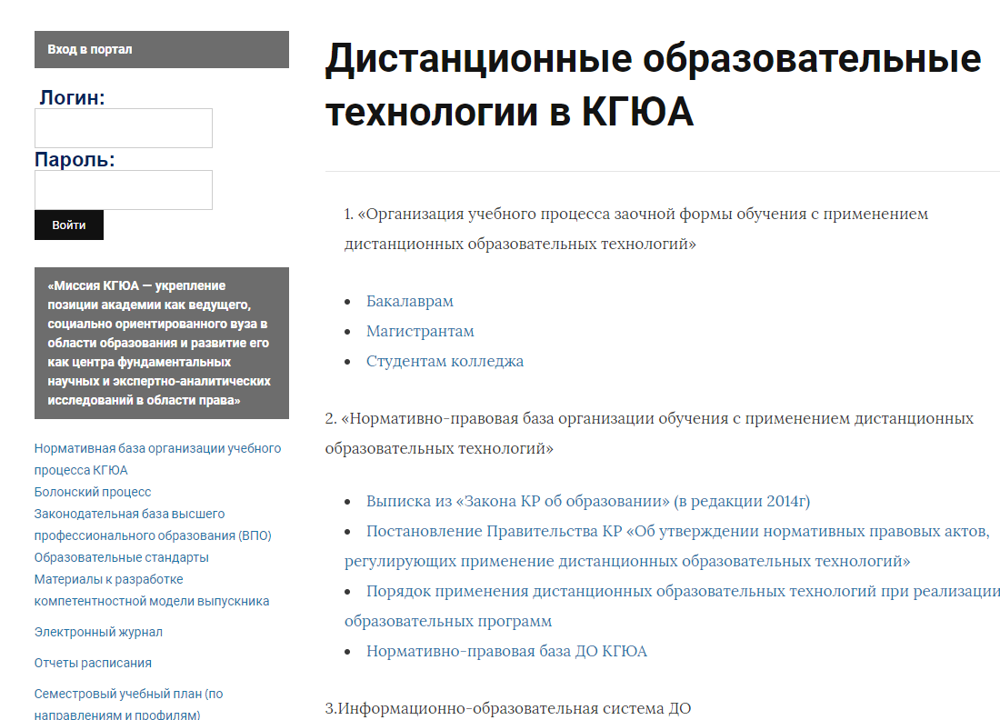 Вход в портал
Логин:
Пароль:
Войти
«Миссия КГЮА — укрепление
позиции академии как ведущего,
социально ориентированного вуза в
области образования и развитие его
как центра фундаментальных
научных и экспертно-аналитических
исследований в области права»
Нормативная база организации учебного
процесса КГЮА
Болонский процесс
Законодательная база высшего
профессионального образования (ВПО)
Образовательные стандарты
Материалы к разработке
компетентностной модели выпускника
Электронный журнал
Отчеты расписания
Семестровый учебный план (по
направлениям и профилям)
Дистанционные образовательные
технологии в КГЮА
1. «Организация учебного процесса заочной формы обучения с применением
дистанционных образовательных технологий»
• Бакалаврам
• Магистрантам
• Студентам колледжа
2. «Нормативно-правовая база организации обучения с применением дистанционных
образовательных технологий»
• Выписка из «Закона КР об образовании» (в редакции 2014г)
• Постановление Правительства КР «Об утверждении нормативных правовых актов,
регулирующих применение дистанционных образовательных технологий»
• Порядок применения дистанционных образовательных технологий при реализации
образовательных программ
• Нормативно-правовая база ДО КГЮА
3.Информационно-образовательная система ДО